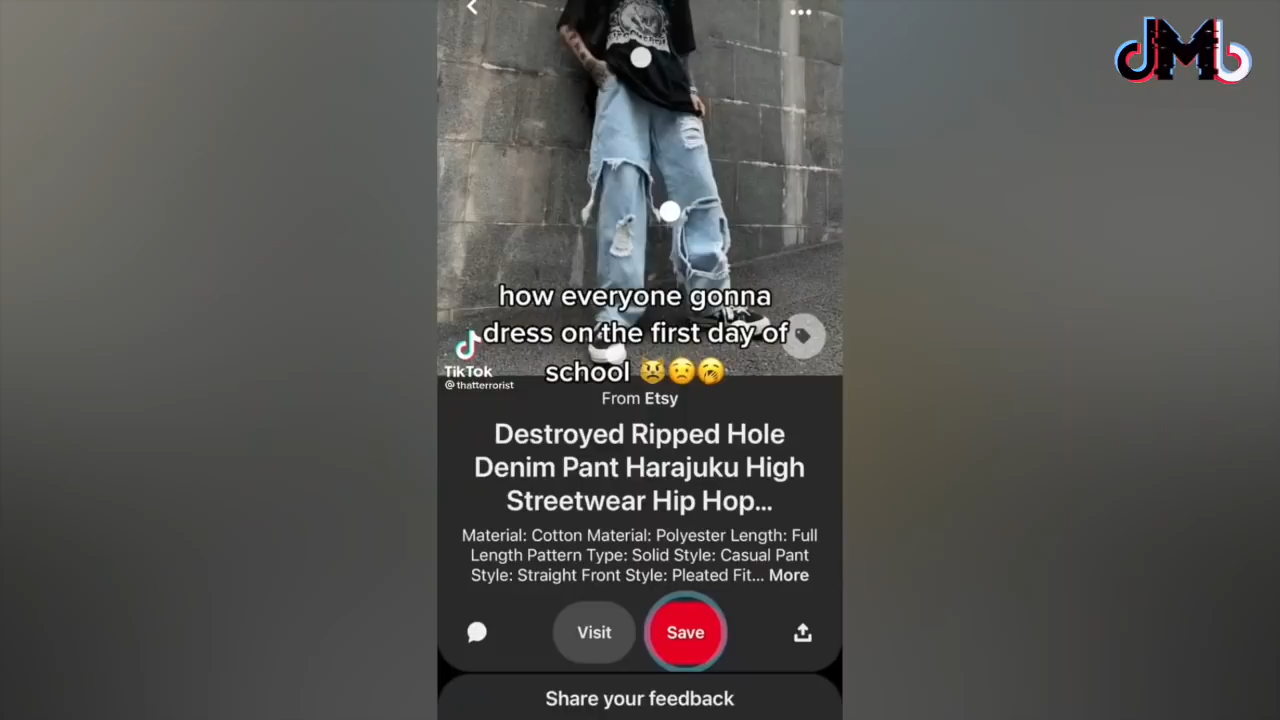 dMb
how everyone gonna
dress on the first day of
school 😾😟🥱
TikTok
@thatterrorist
From Etsy
Destroyed Ripped Hole
Denim Pant Harajuku High
Streetwear Hip Hop...
Material: Cotton Material: Polyester Length: Full
Length Pattern Type: Solid Style: Casual Pant
Style: Straight Front Style: Pleated Fit... More
Visit
Save
Share your feedback